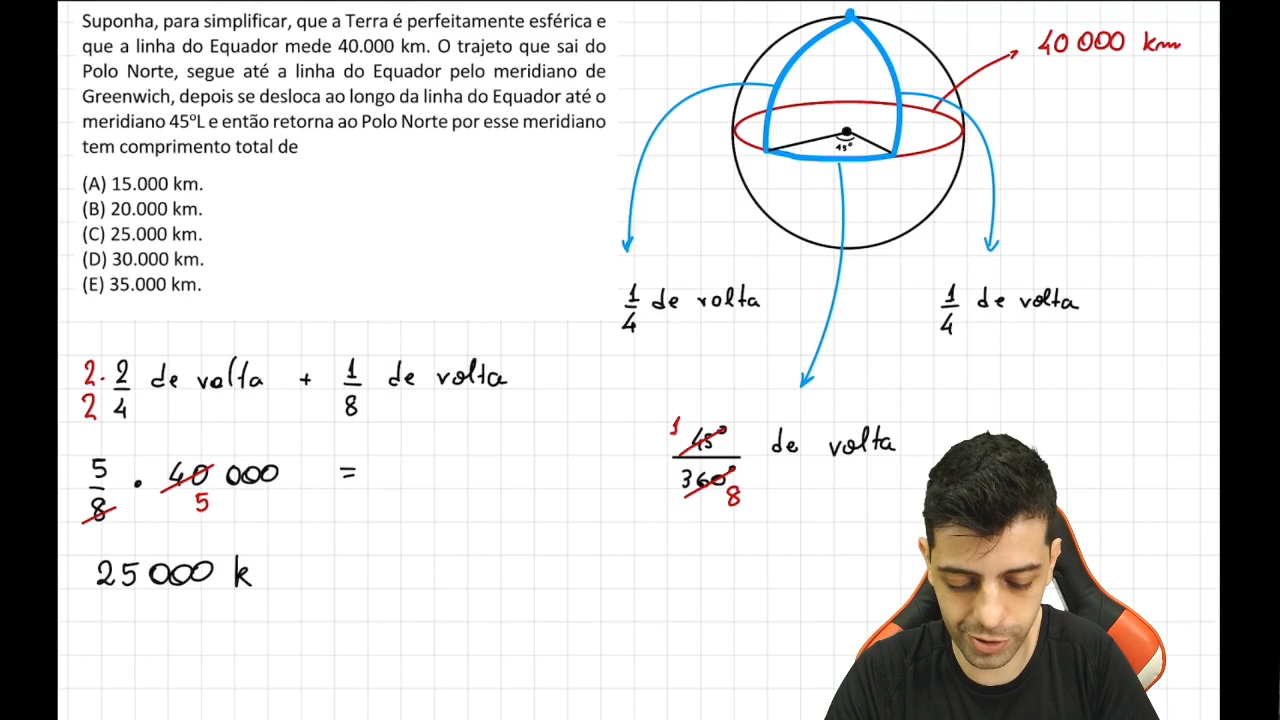 Suponha, para simplificar, que a Terra é perfeitamente esférica e
que a linha do Equador mede 40.000 km. O trajeto que sai do
Polo Norte, segue até a linha do Equador pelo meridiano de
Greenwich, depois se desloca ao longo da linha do Equador até o
meridiano 45ºL e então retorna ao Polo Norte por esse meridiano
tem comprimento total de
(A) 15.000 km.
(B) 20.000 km.
(C) 25.000 km.
(D) 30.000 km.
(E) 35.000 km.
40 000 km
45°
1/4 de volta
1/4 de volta
2· 2/4 de volta + 1/8 de volta
2
1 45° de volta
360° 8
5/8 · 40 000 =
5
25 000 k